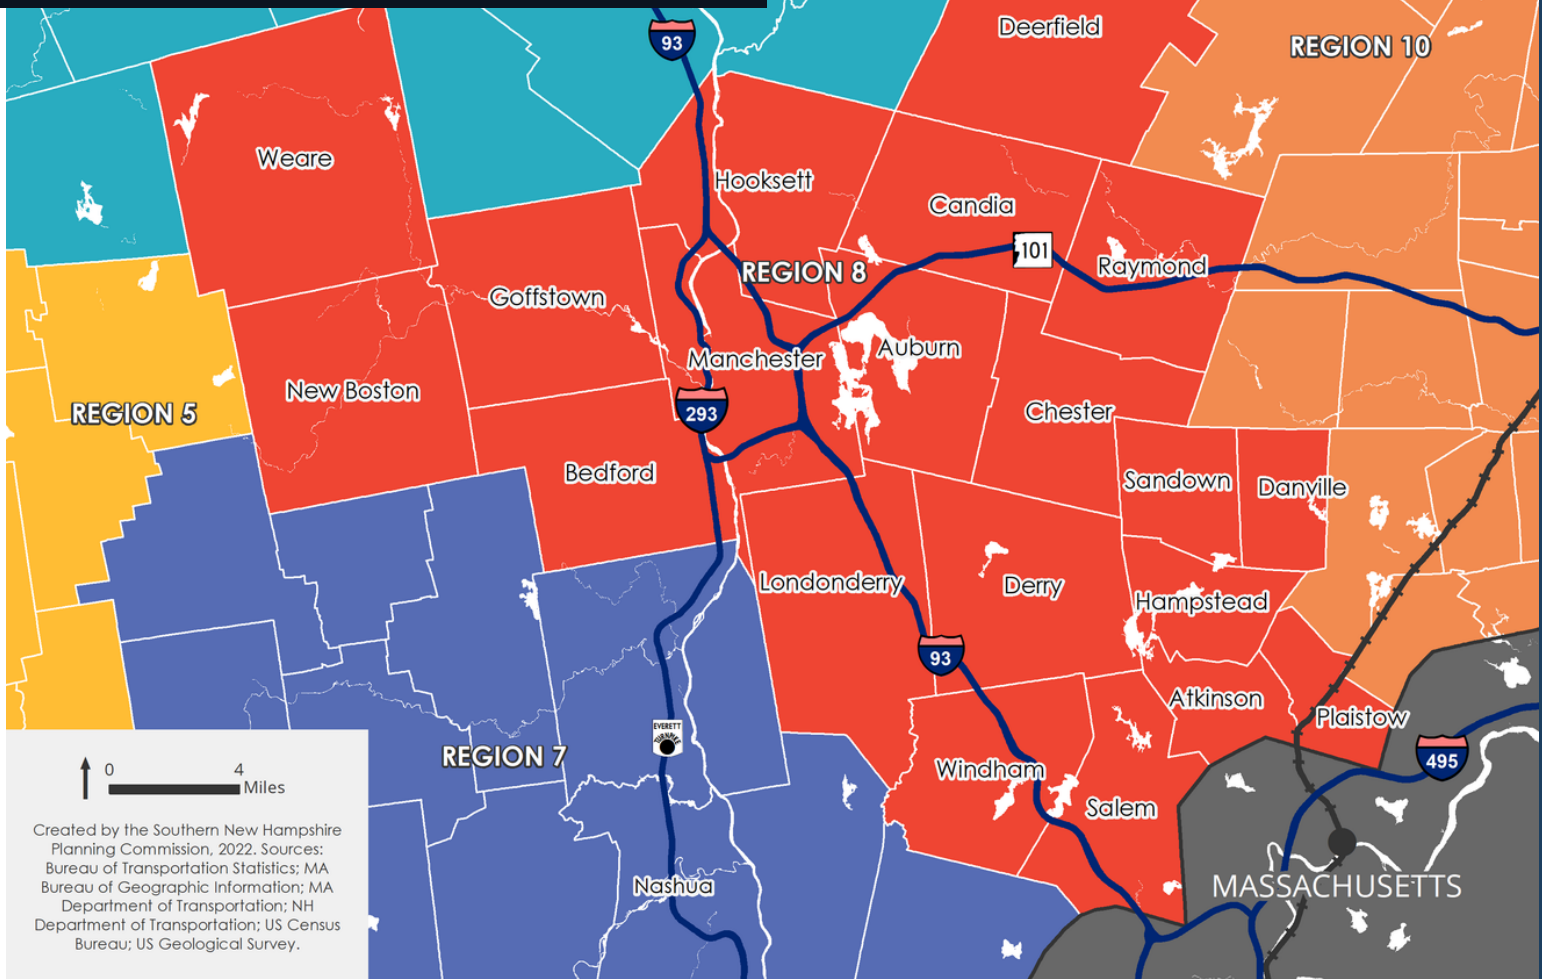 93
Deerfield
REGION 10
Weare
Hooksett
Candia
101
REGION 8
Raymond
Goffstown
Manchester
Auburn
New Boston
REGION 5
293
Chester
Bedford
Sandown
Danville
Londonderry
Derry
Hampstead
93
Atkinson
Plaistow
EVERETT
TURNPIKE
REGION 7
495
Windham
Salem
0 4
Miles
Created by the Southern New Hampshire
Planning Commission, 2022. Sources:
Bureau of Transportation Statistics; MA
Bureau of Geographic Information; MA
Department of Transportation; NH
Department of Transportation; US Census
Bureau; US Geological Survey.
Nashua
MASSACHUSETTS